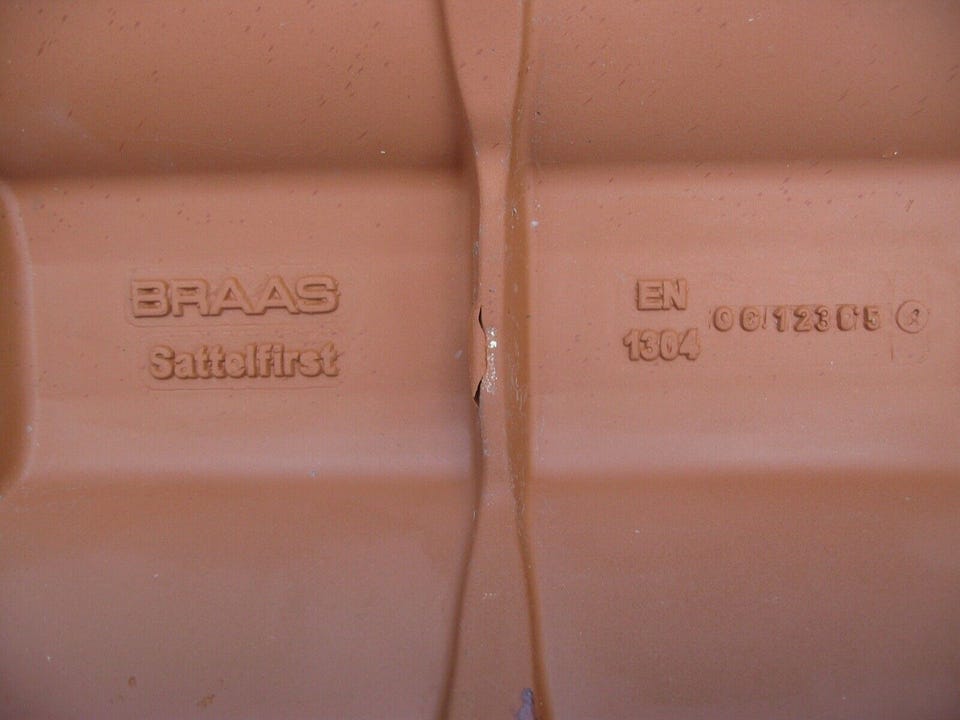 BRAAS
Sattelfirst
EN
1304